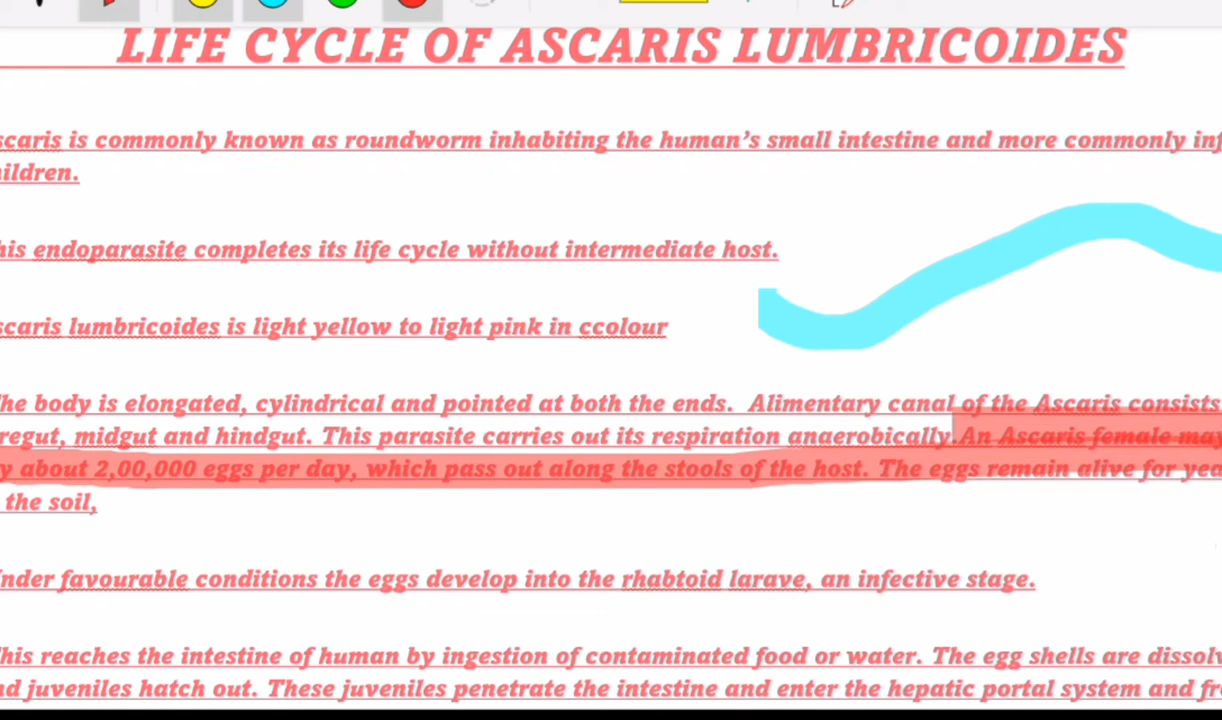 LIFE CYCLE OF ASCARIS LUMBRICOIDES
scaris is commonly known as roundworm inhabiting the human's small intestine and more commonly inf
ildren.
his endoparasite completes its life cycle without intermediate host.
scaris lumbricoides is light yellow to light pink in ccolour
he body is elongated, cylindrical and pointed at both the ends. Alimentary canal of the Ascaris consists
regut, midgut and hindgut. This parasite carries out its respiration anaerobically.An Ascaris female may
y about 2,00,000 eggs per day, which pass out along the stools of the host. The eggs remain alive for yea
the soil,
nder favourable conditions the eggs develop into the rhabtoid larave, an infective stage.
his reaches the intestine of human by ingestion of contaminated food or water. The egg shells are dissolv
nd juveniles hatch out. These juveniles penetrate the intestine and enter the hepatic portal system and fr